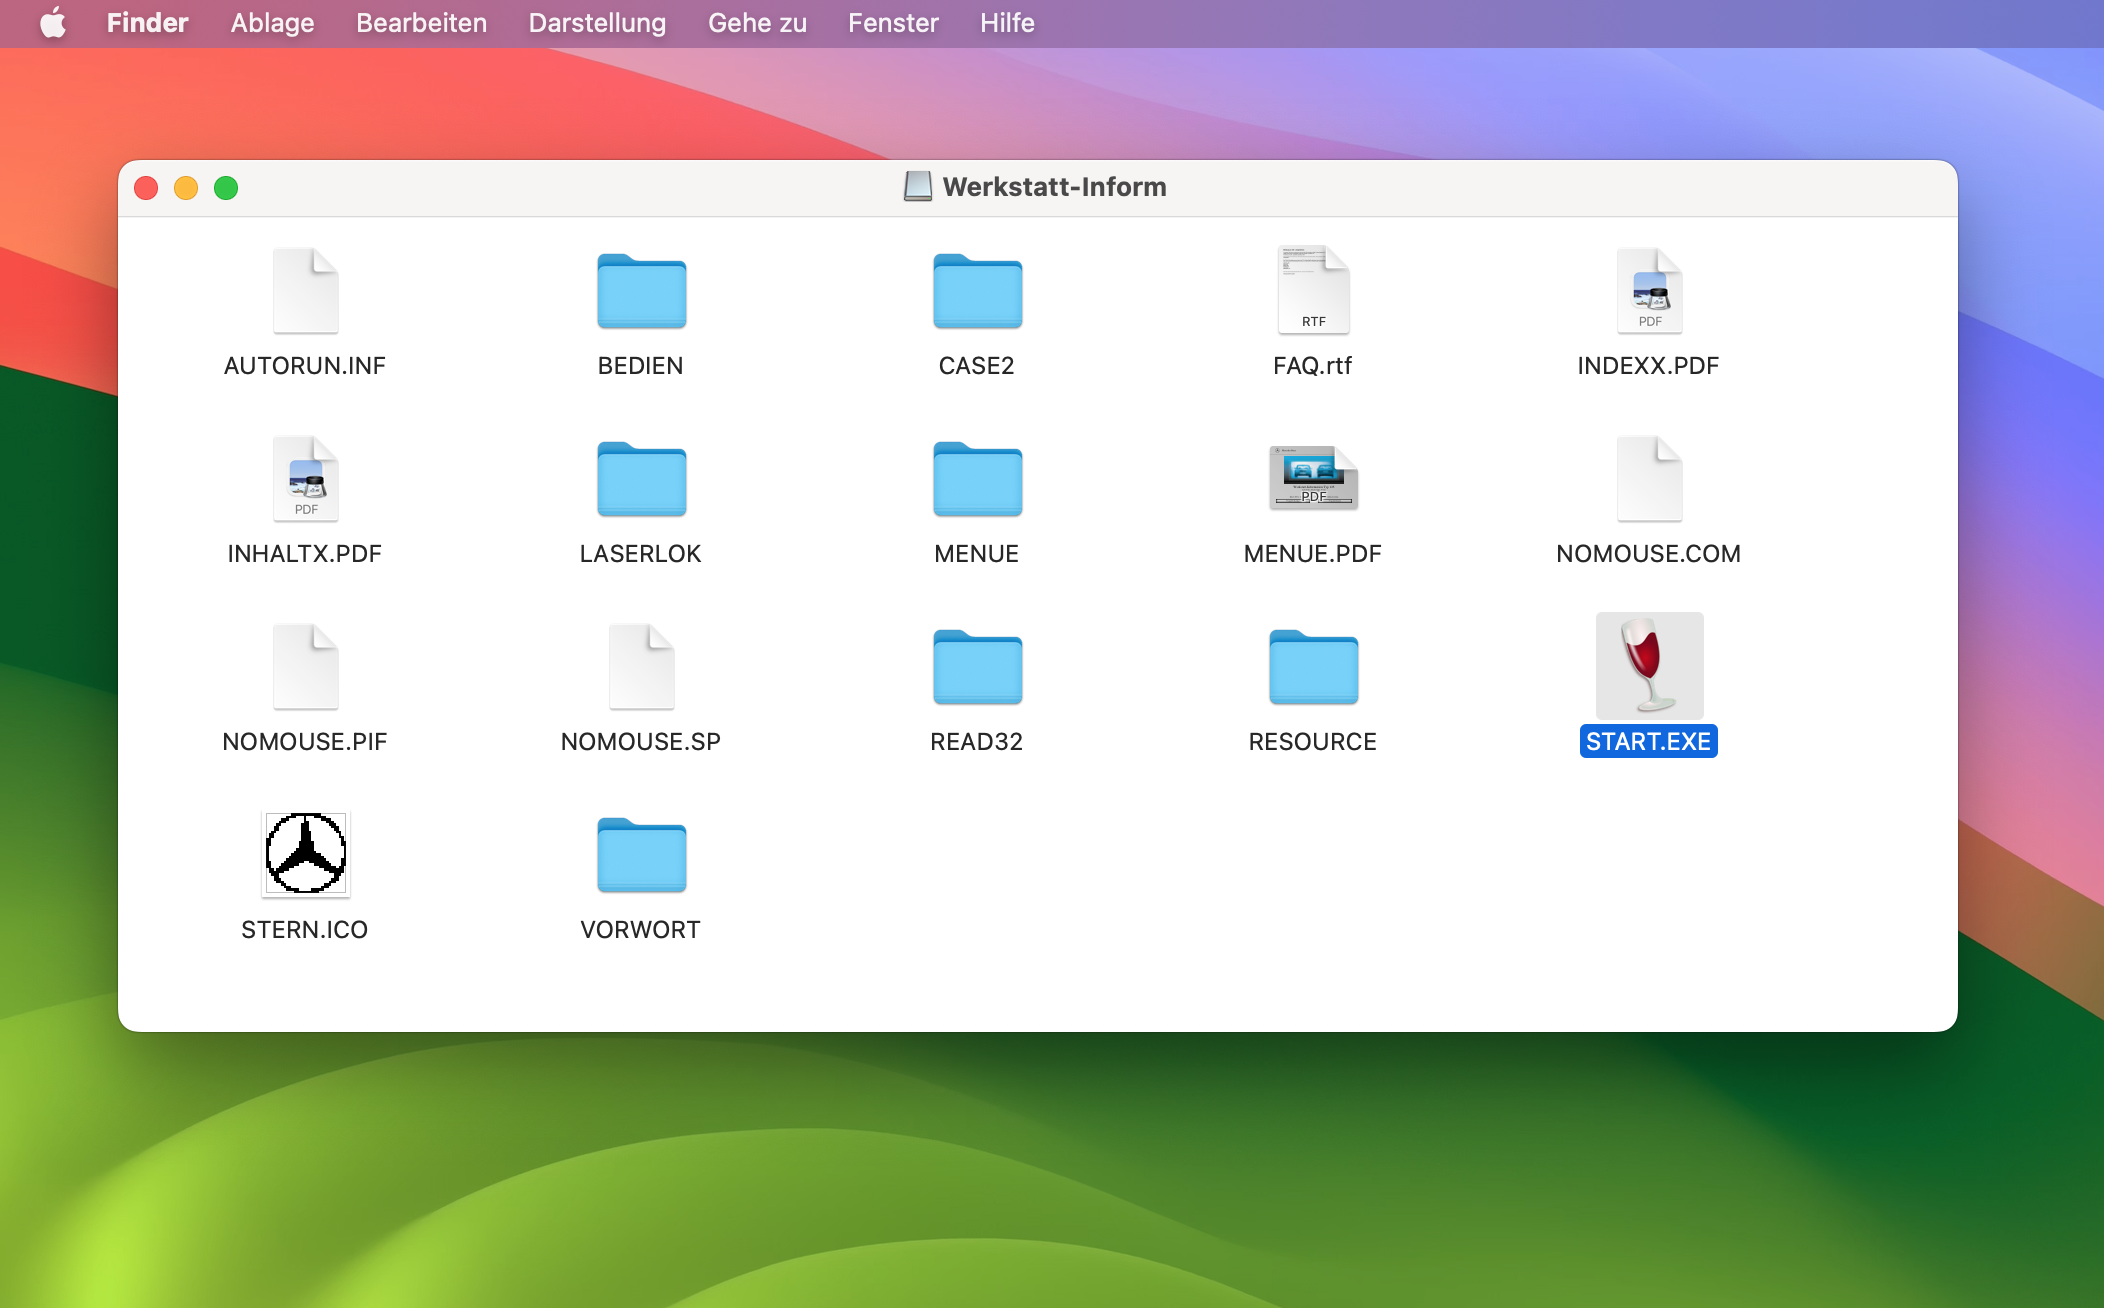 Finder Ablage Bearbeiten Darstellung Gehe zu Fenster Hilfe
Werkstatt-Inform
RTF
PDF
AUTORUN.INF BEDIEN CASE2 FAQ.rtf INDEXX.PDF
PDF
PDF
INHALTX.PDF LASERLOK MENUE MENUE.PDF NOMOUSE.COM
NOMOUSE.PIF NOMOUSE.SP READ32 RESOURCE START.EXE
STERN.ICO VORWORT